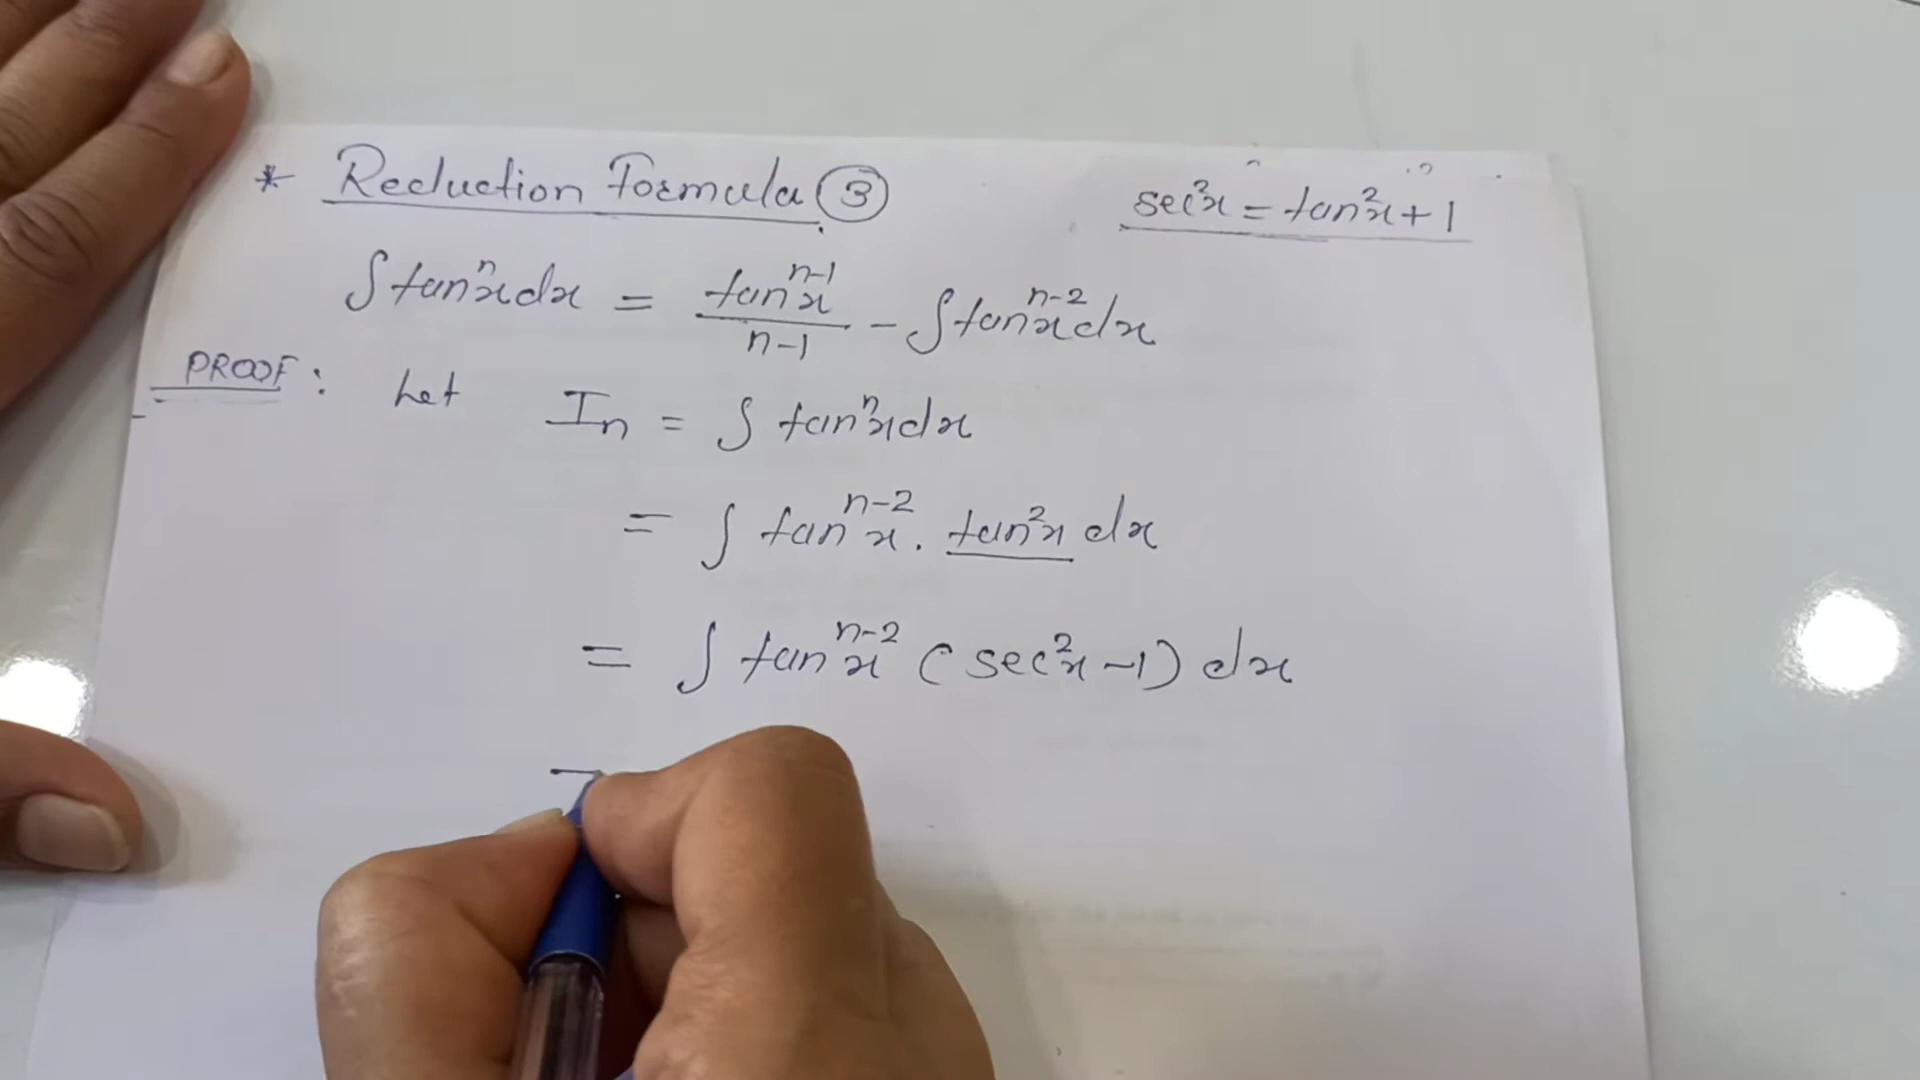 * Reduction Formula ③
sec²x = tan²x + 1
∫tanⁿx dx = tanⁿ⁻¹x / n-1 - ∫tanⁿ⁻²x dx
PROOF : Let Iₙ = ∫ tanⁿx dx
= ∫ tanⁿ⁻²x . tan²x dx
= ∫ tanⁿ⁻²x (sec²x - 1) dx